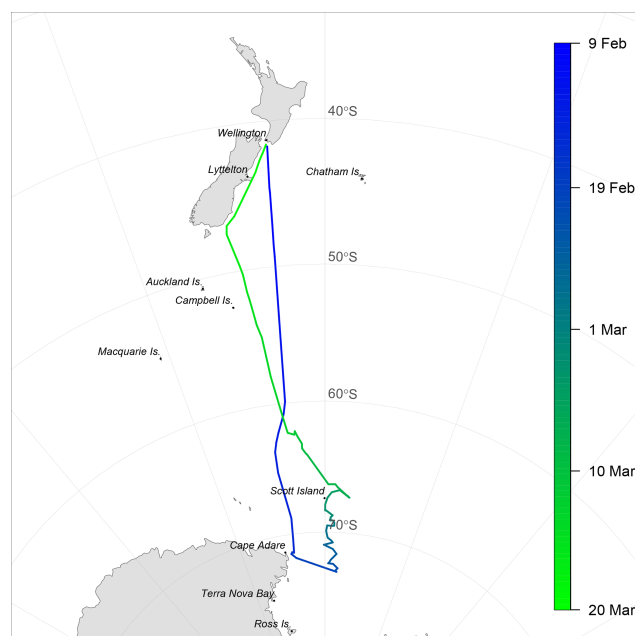 9 Feb
40°S
Wellington
Lyttelton
Chatham Is.
19 Feb
50°S
Auckland Is.
Campbell Is.
1 Mar
Macquarie Is.
60°S
10 Mar
Scott Island
70°S
Cape Adare
Terra Nova Bay
20 Mar
Ross Is.